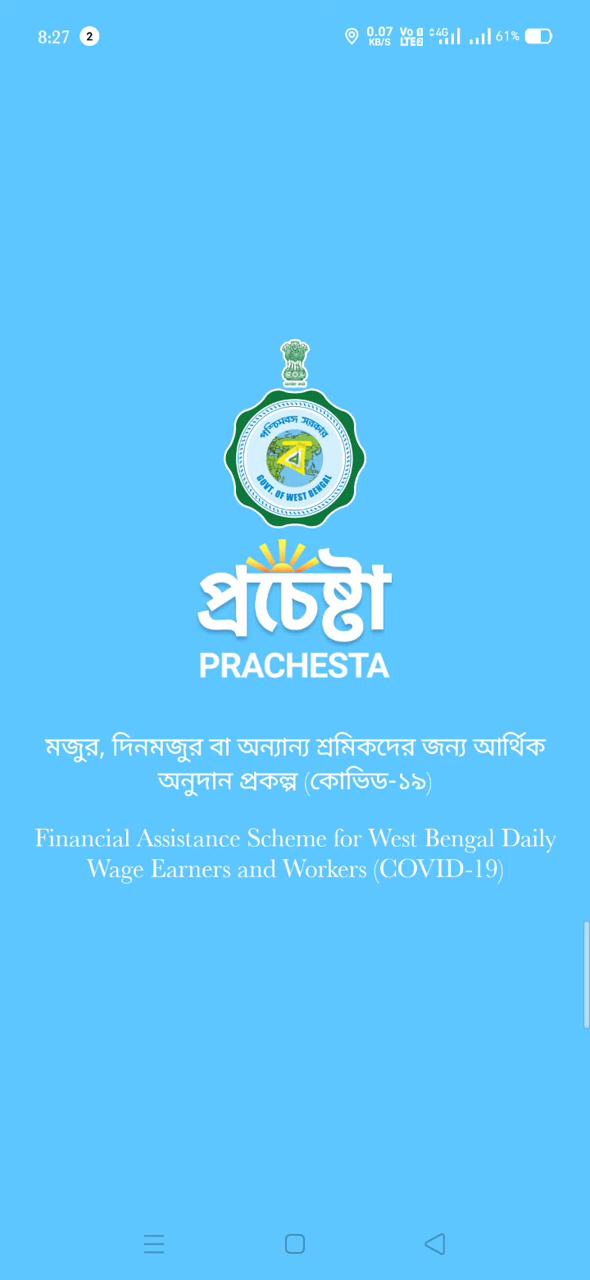 8:27 2 0.07 KB/S Vo LTE 4G 61%
পশ্চিমবঙ্গ সরকার
ব
GOVT. OF WEST BENGAL
প্রচেষ্টা
PRACHESTA
মজুর, দিনমজুর বা অন্যান্য শ্রমিকদের জন্য আর্থিক
অনুদান প্রকল্প (কোভিড-১৯)
Financial Assistance Scheme for West Bengal Daily
Wage Earners and Workers (COVID-19)